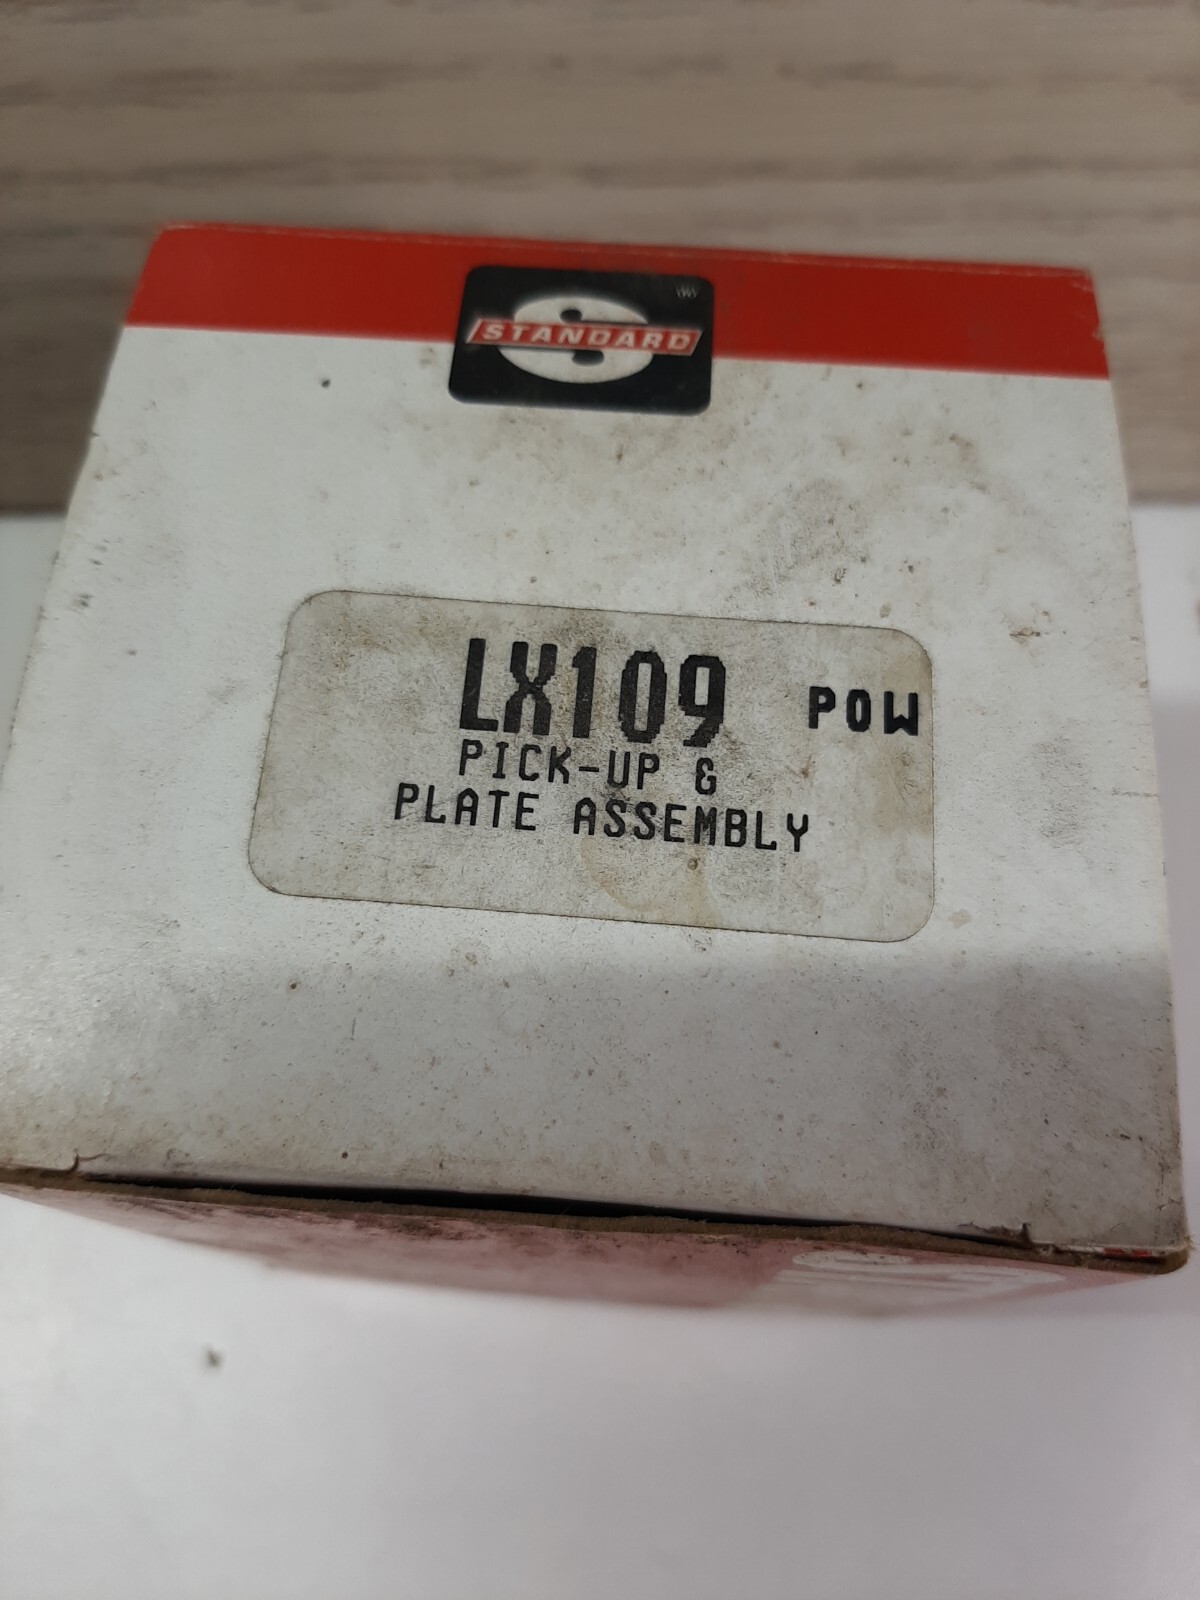 STANDARD
LX109 POW
PICK-UP &
PLATE ASSEMBLY